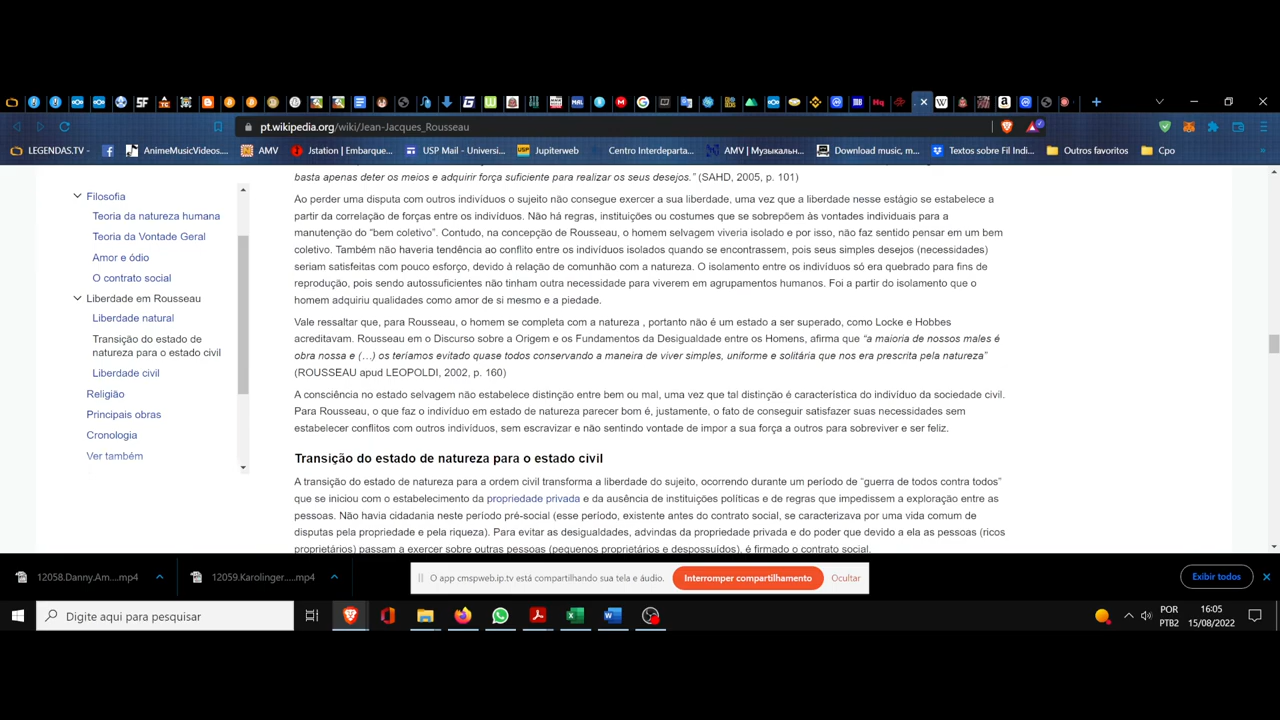 pt.wikipedia.org/wiki/Jean-Jacques_Rousseau
LEGENDAS.TV - AnimeMusicVideos... AMV Jstation | Embarque... USP Mail - Universi... Jupiterweb Centro Interdeparta... AMV | Музыкальн... Download music, m... Textos sobre Fil Indi... Outros favoritos Cpo
Filosofia
Teoria da natureza humana
Teoria da Vontade Geral
Amor e ódio
O contrato social
Liberdade em Rousseau
Liberdade natural
Transição do estado de
natureza para o estado civil
Liberdade civil
Religião
Principais obras
Cronologia
Ver também
basta apenas deter os meios e adquirir força suficiente para realizar os seus desejos.” (SAHD, 2005, p. 101)
Ao perder uma disputa com outros indivíduos o sujeito não consegue exercer a sua liberdade, uma vez que a liberdade nesse estágio se estabelece a
partir da correlação de forças entre os indivíduos. Não há regras, instituições ou costumes que se sobrepõem às vontades individuais para a
manutenção do “bem coletivo”. Contudo, na concepção de Rousseau, o homem selvagem viveria isolado e por isso, não faz sentido pensar em um bem
coletivo. Também não haveria tendência ao conflito entre os indivíduos isolados quando se encontrassem, pois seus simples desejos (necessidades)
seriam satisfeitas com pouco esforço, devido à relação de comunhão com a natureza. O isolamento entre os indivíduos só era quebrado para fins de
reprodução, pois sendo autossuficientes não tinham outra necessidade para viverem em agrupamentos humanos. Foi a partir do isolamento que o
homem adquiriu qualidades como amor de si mesmo e a piedade.
Vale ressaltar que, para Rousseau, o homem se completa com a natureza , portanto não é um estado a ser superado, como Locke e Hobbes
acreditavam. Rousseau em o Discurso sobre a Origem e os Fundamentos da Desigualdade entre os Homens, afirma que “a maioria de nossos males é
obra nossa e (…) os teríamos evitado quase todos conservando a maneira de viver simples, uniforme e solitária que nos era prescrita pela natureza”
(ROUSSEAU apud LEOPOLDI, 2002, p. 160)
A consciência no estado selvagem não estabelece distinção entre bem ou mal, uma vez que tal distinção é característica do indivíduo da sociedade civil.
Para Rousseau, o que faz o indivíduo em estado de natureza parecer bom é, justamente, o fato de conseguir satisfazer suas necessidades sem
estabelecer conflitos com outros indivíduos, sem escravizar e não sentindo vontade de impor a sua força a outros para sobreviver e ser feliz.
Transição do estado de natureza para o estado civil
A transição do estado de natureza para a ordem civil transforma a liberdade do sujeito, ocorrendo durante um período de “guerra de todos contra todos”
que se iniciou com o estabelecimento da propriedade privada e da ausência de instituições políticas e de regras que impedissem a exploração entre as
pessoas. Não havia cidadania neste período pré-social (esse período, existente antes do contrato social, se caracterizava por uma vida comum de
disputas pela propriedade e pela riqueza). Para evitar as desigualdades, advindas da propriedade privada e do poder que devido a ela as pessoas (ricos
proprietários) passam a exercer sobre outras pessoas (pequenos proprietários e despossuídos), é firmado o contrato social.
12058.Danny.Am....mp4 12059.Karolinger.....mp4 O app cmspweb.ip.tv está compartilhando sua tela e áudio. Interromper compartilhamento Ocultar Exibir todos
Digite aqui para pesquisar
POR 16:05
PTB2 15/08/2022